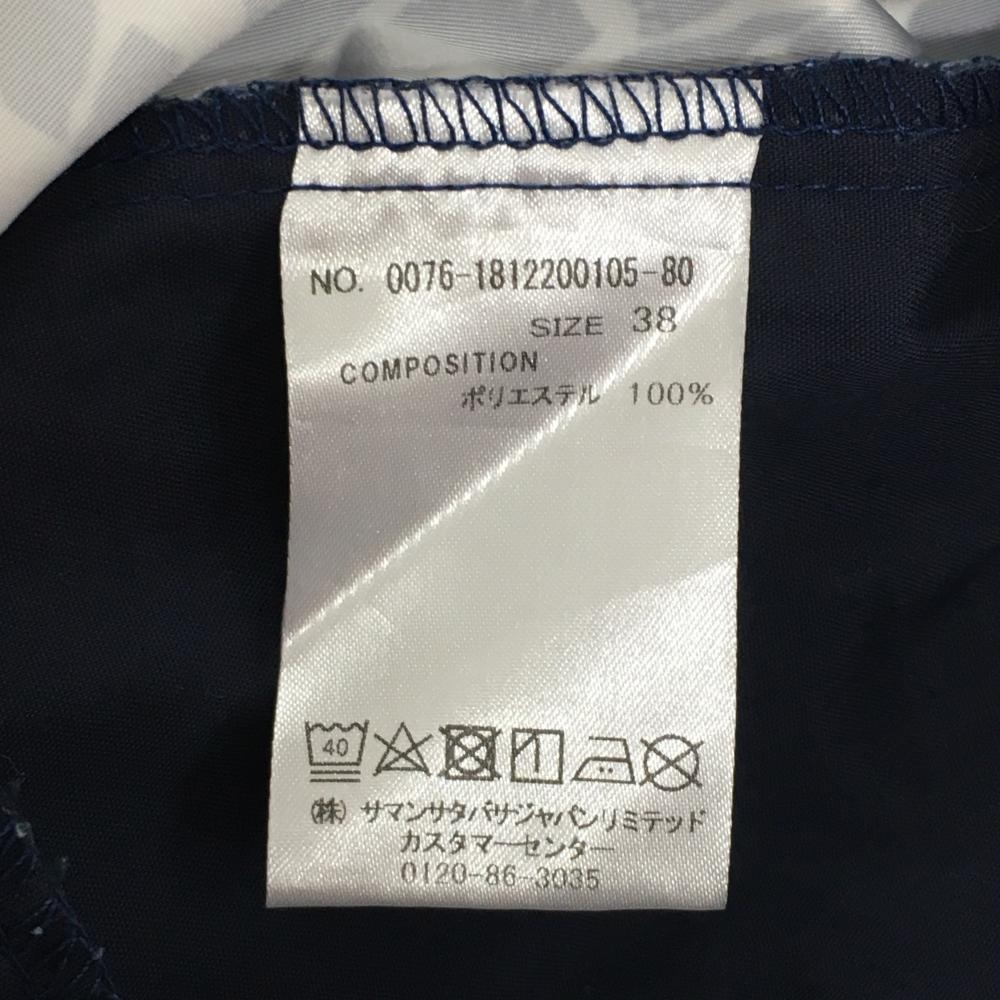 NO. 0076-1812200105-80
SIZE 38
COMPOSITION
ポリエステル 100%
40
(株) サマンサタバサジャパンリミテッド
カスタマーセンター
0120-86-3035